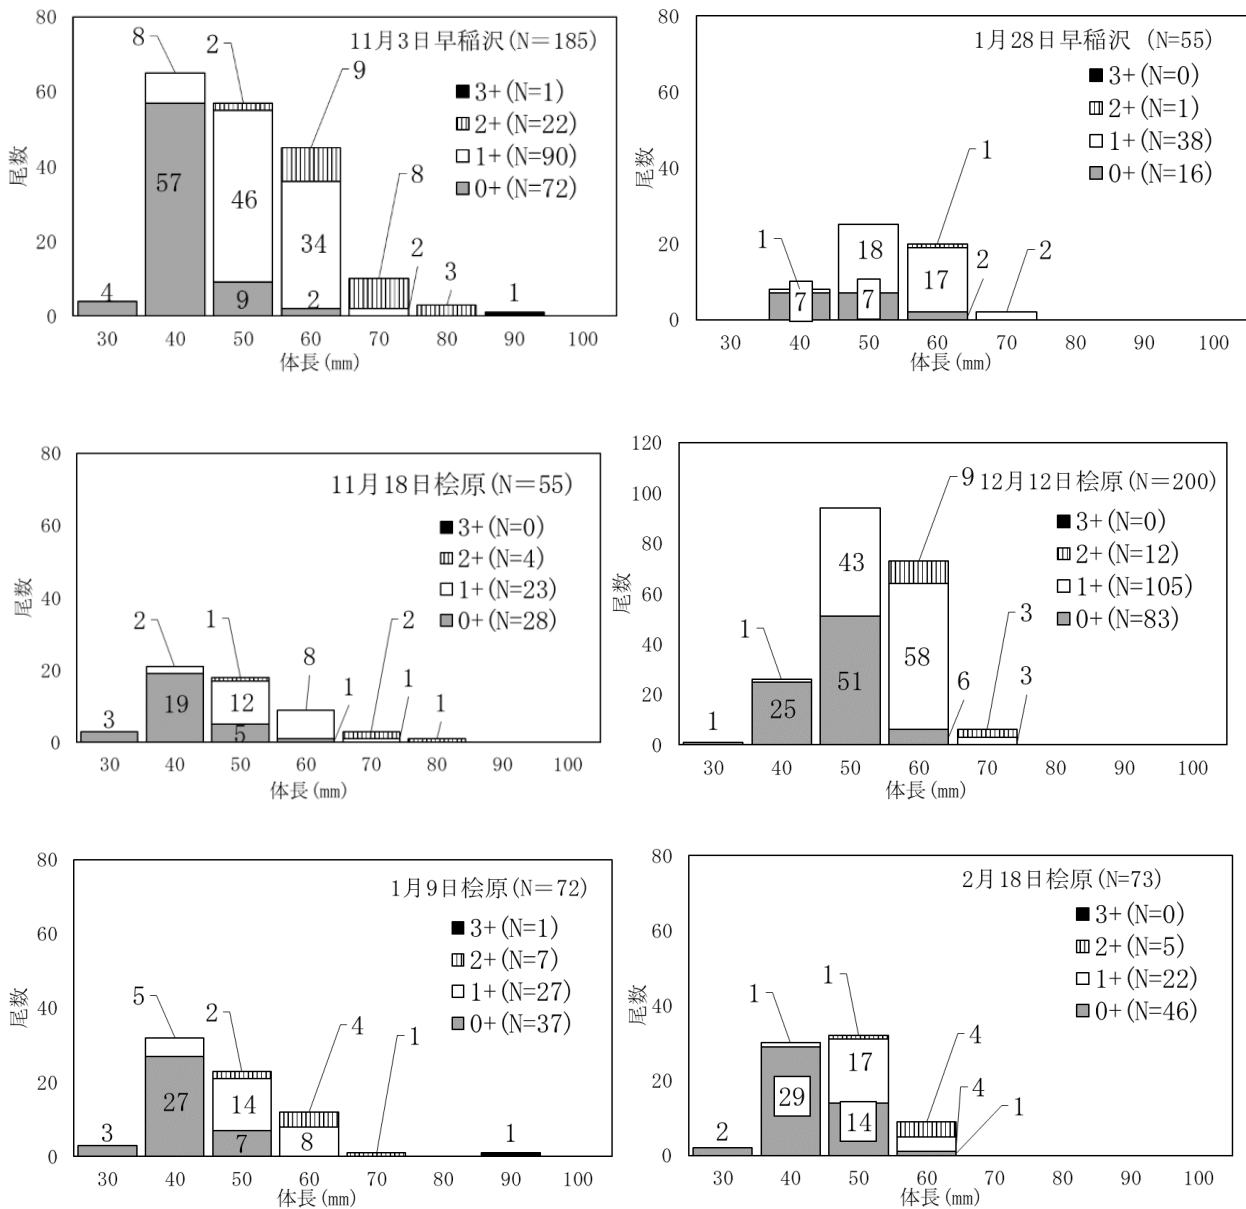 11月3日早稲沢(N＝185)
3+(N=1)
2+(N=22)
1+(N=90)
0+(N=72)
尾数
80
60
40
20
0
8
2
9
8
2
3
1
4
57
46
9
34
2
30 40 50 60 70 80 90 100
体長(mm)
1月28日早稲沢 (N=55)
3+(N=0)
2+(N=1)
1+(N=38)
0+(N=16)
尾数
80
60
40
20
0
1
7
18
7
1
17
2
2
30 40 50 60 70 80 90 100
体長(mm)
11月18日桧原(N＝55)
3+(N=0)
2+(N=4)
1+(N=23)
0+(N=28)
尾数
80
60
40
20
0
3
2
19
1
12
5
8
1
2
1
1
30 40 50 60 70 80 90 100
体長(mm)
12月12日桧原(N＝200)
3+(N=0)
2+(N=12)
1+(N=105)
0+(N=83)
尾数
120
100
80
60
40
20
0
1
1
25
43
51
9
58
6
3
3
30 40 50 60 70 80 90 100
体長(mm)
1月9日桧原(N＝72)
3+(N=1)
2+(N=7)
1+(N=27)
0+(N=37)
尾数
80
60
40
20
0
3
5
27
2
14
7
4
8
1
1
30 40 50 60 70 80 90 100
体長(mm)
2月18日桧原(N=73)
3+(N=0)
2+(N=5)
1+(N=22)
0+(N=46)
尾数
80
60
40
20
0
2
1
29
1
17
14
4
4
1
30 40 50 60 70 80 90 100
体長(mm)